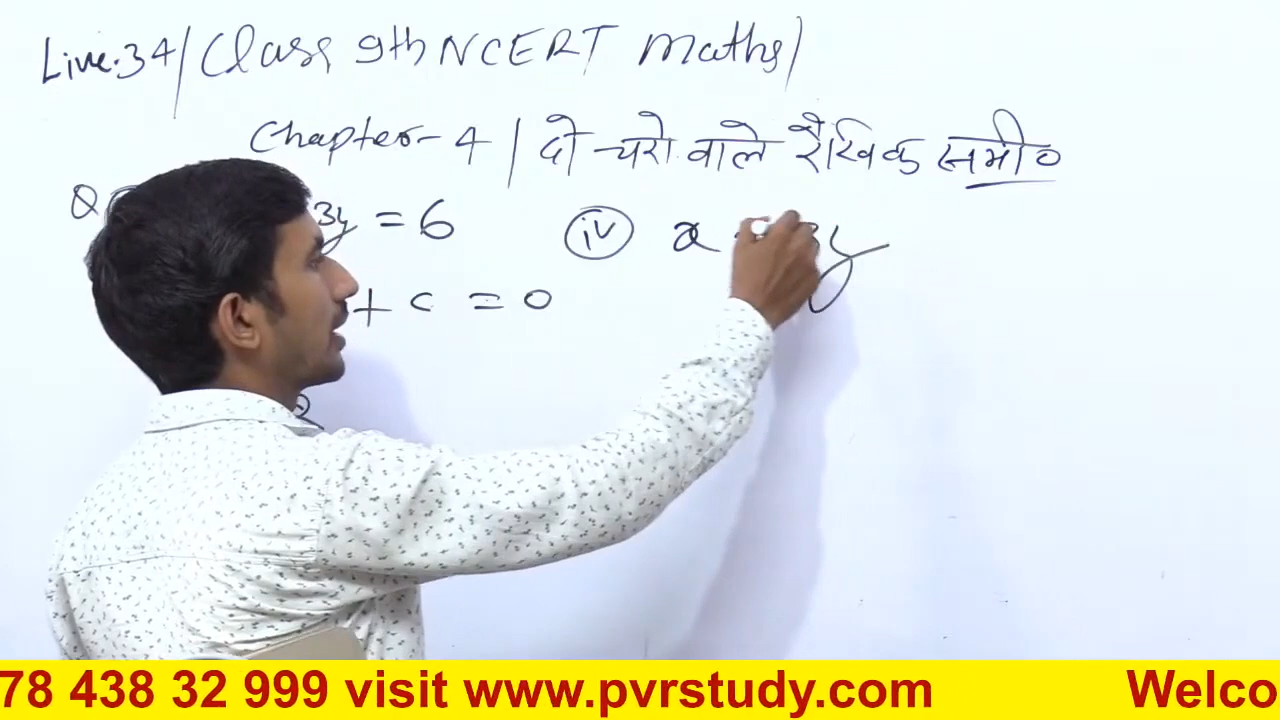 Live.34/Class 9th NCERT Maths/
Chapter-4/दो चरो वाले रैखिक समी०
Q 3y = 6
(iv) x 3y
+ c = 0
78 438 32 999 visit www.pvrstudy.com Welco